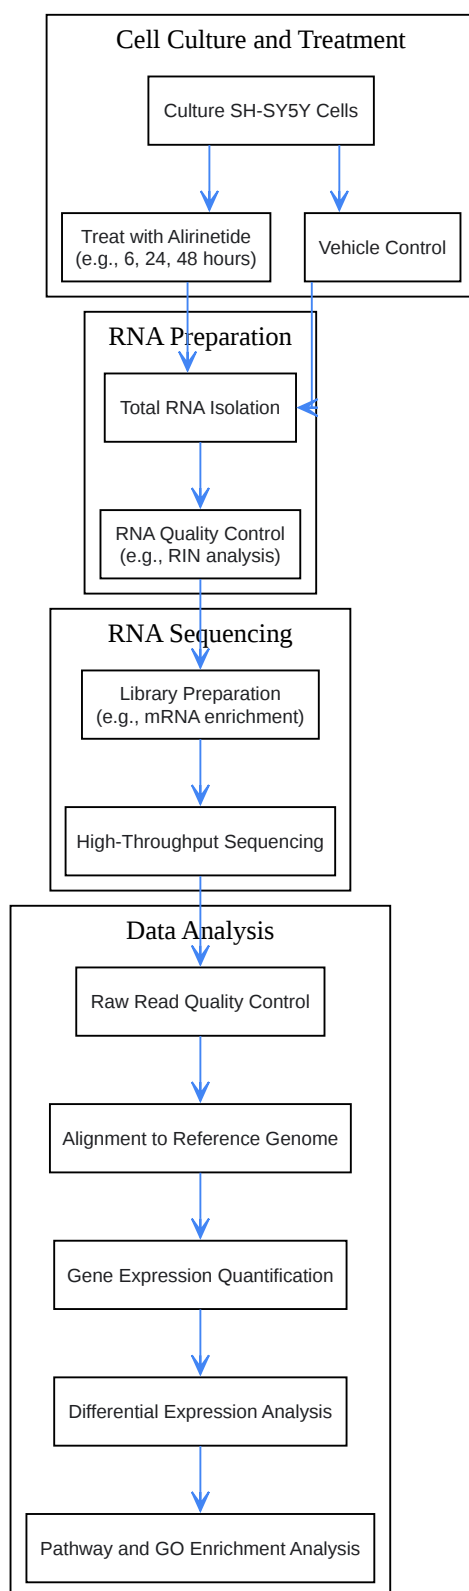 Cell Culture and Treatment
Culture SH-SY5Y Cells
Treat with Alirinetide
(e.g., 6, 24, 48 hours)
Vehicle Control
RNA Preparation
Total RNA Isolation
RNA Quality Control
(e.g., RIN analysis)
RNA Sequencing
Library Preparation
(e.g., mRNA enrichment)
High-Throughput Sequencing
Data Analysis
Raw Read Quality Control
Alignment to Reference Genome
Gene Expression Quantification
Differential Expression Analysis
Pathway and GO Enrichment Analysis